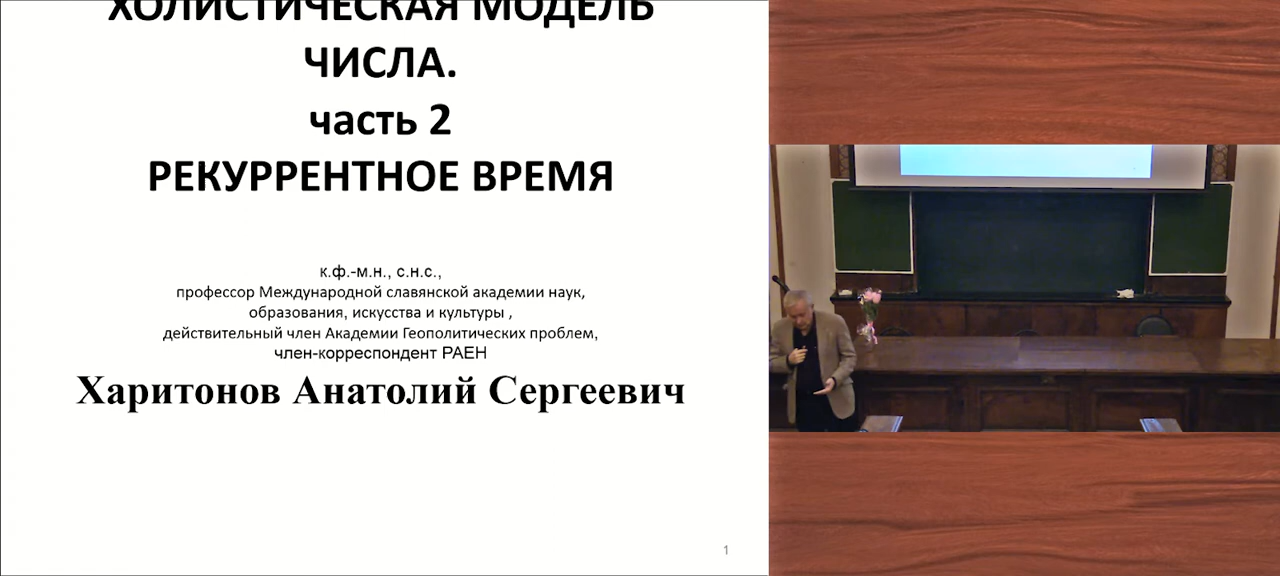 ХОЛИСТИЧЕСКАЯ МОДЕЛЬ
ЧИСЛА.
часть 2
РЕКУРРЕНТНОЕ ВРЕМЯ
к.ф.-м.н., с.н.с.,
профессор Международной славянской академии наук,
образования, искусства и культуры ,
действительный член Академии Геополитических проблем,
член-корреспондент РАЕН
Харитонов Анатолий Сергеевич
1